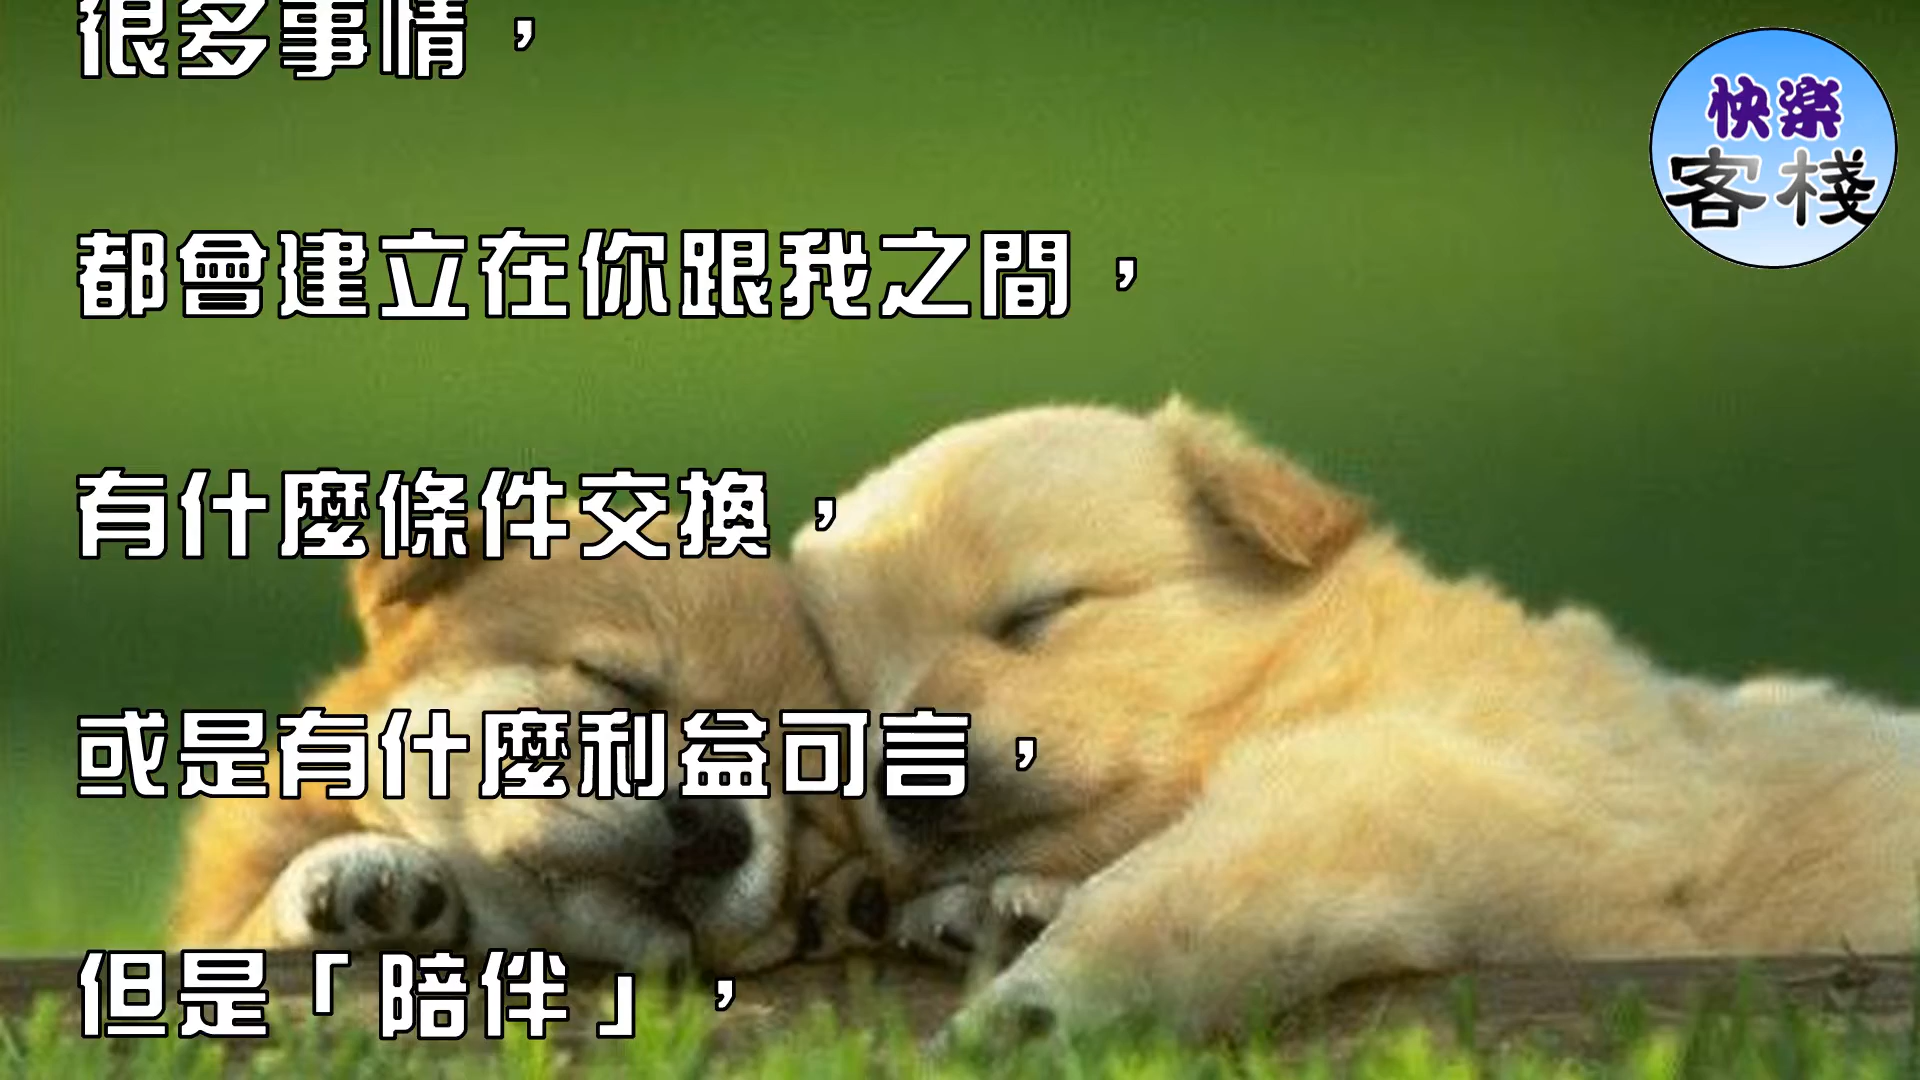 很多事情，
都會建立在你跟我之間，
有什麼條件交換，
或是有什麼利益可言，
但是「陪伴」，
快樂
客棧